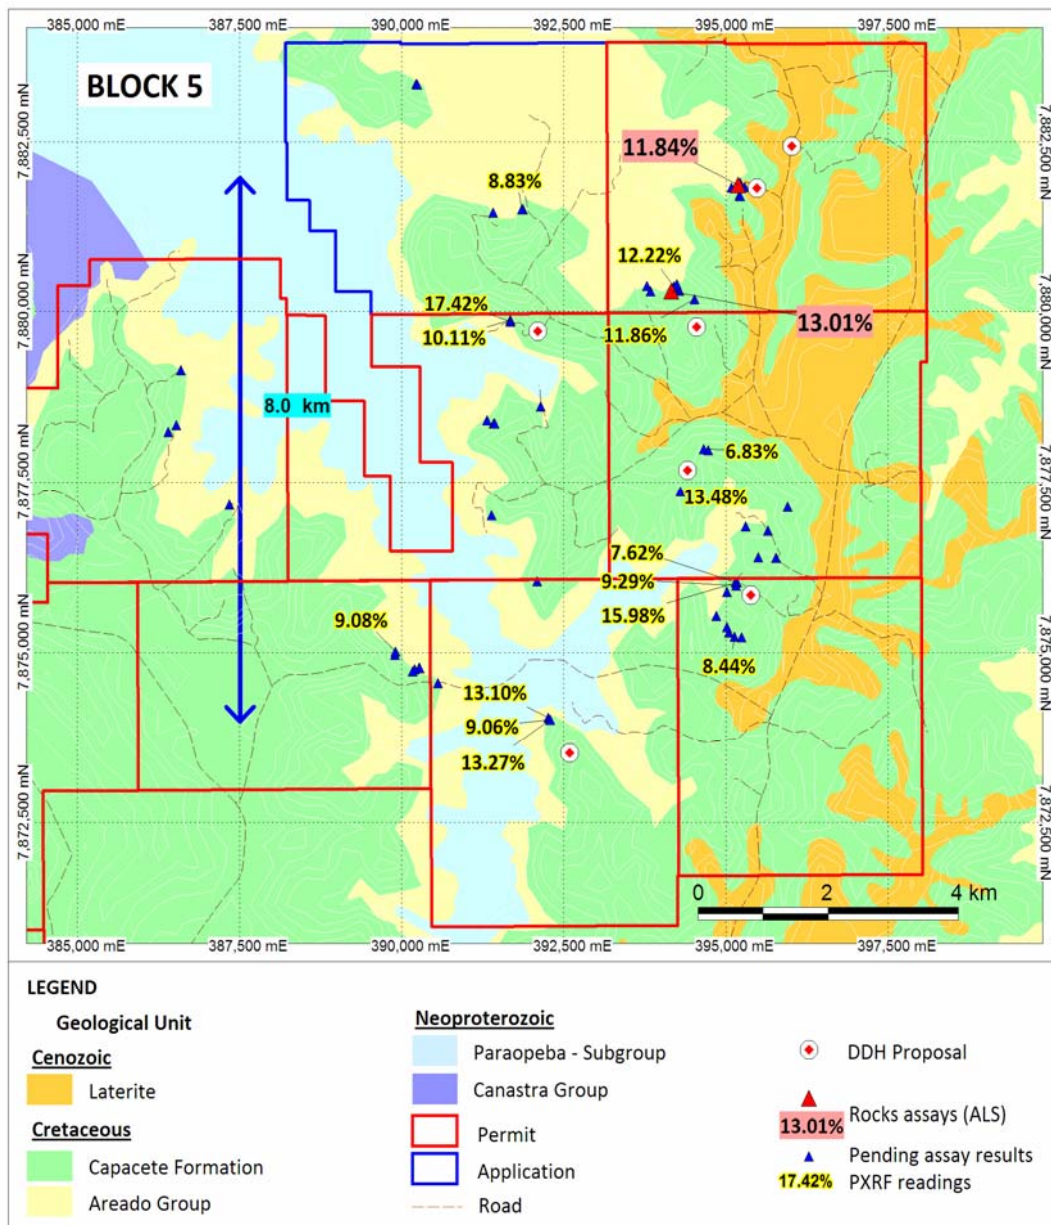 385,000 mE
387,500 mE
390,000 mE
392,500 mE
395,000 mE
397,500 mE
BLOCK 5
7,882,500 mN
7,882,500 mN
11.84%
8.83%
12.22%
7,880,000 mN
7,880,000 mN
17.42%
13.01%
10.11%
11.86%
8.0 km
6.83%
7,877,500 mN
7,877,500 mN
13.48%
7.62%
9.29%
15.98%
9.08%
7,875,000 mN
7,875,000 mN
8.44%
13.10%
9.06%
13.27%
7,872,500 mN
7,872,500 mN
0 2 4 km
385,000 mE
387,500 mE
390,000 mE
392,500 mE
395,000 mE
397,500 mE
LEGEND
Geological Unit
Cenozoic
Laterite
Cretaceous
Capacete Formation
Areado Group
Neoproterozoic
Paraopeba - Subgroup
Canastra Group
Permit
Application
Road
DDH Proposal
Rocks assays (ALS)
13.01%
Pending assay results
17.42% PXRF readings